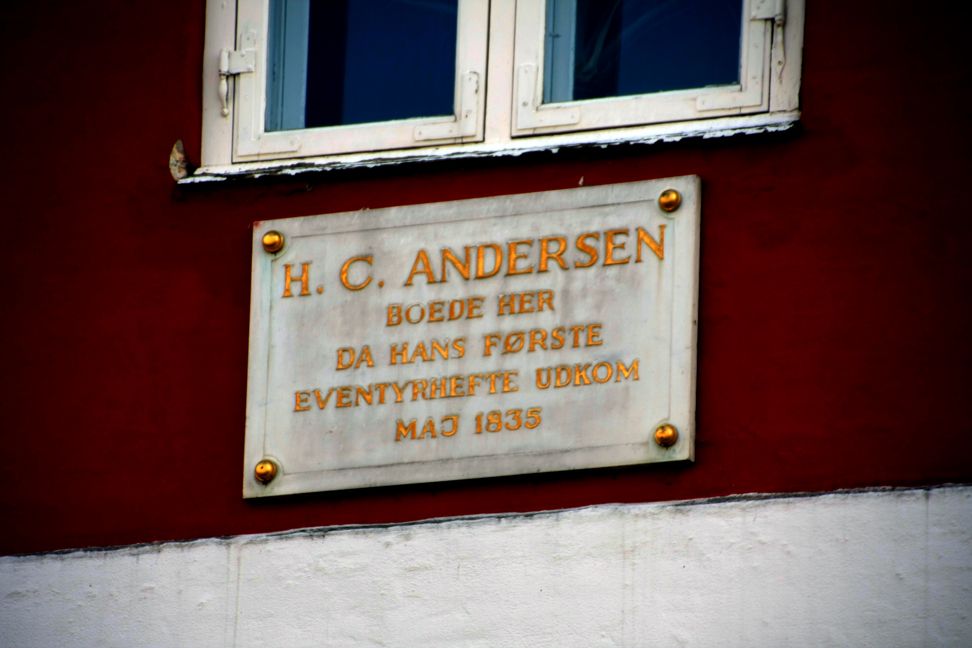 H. C. ANDERSEN
BOEDE HER
DA HANS FØRSTE
EVENTYRHEFTE UDKOM
MAJ 1835